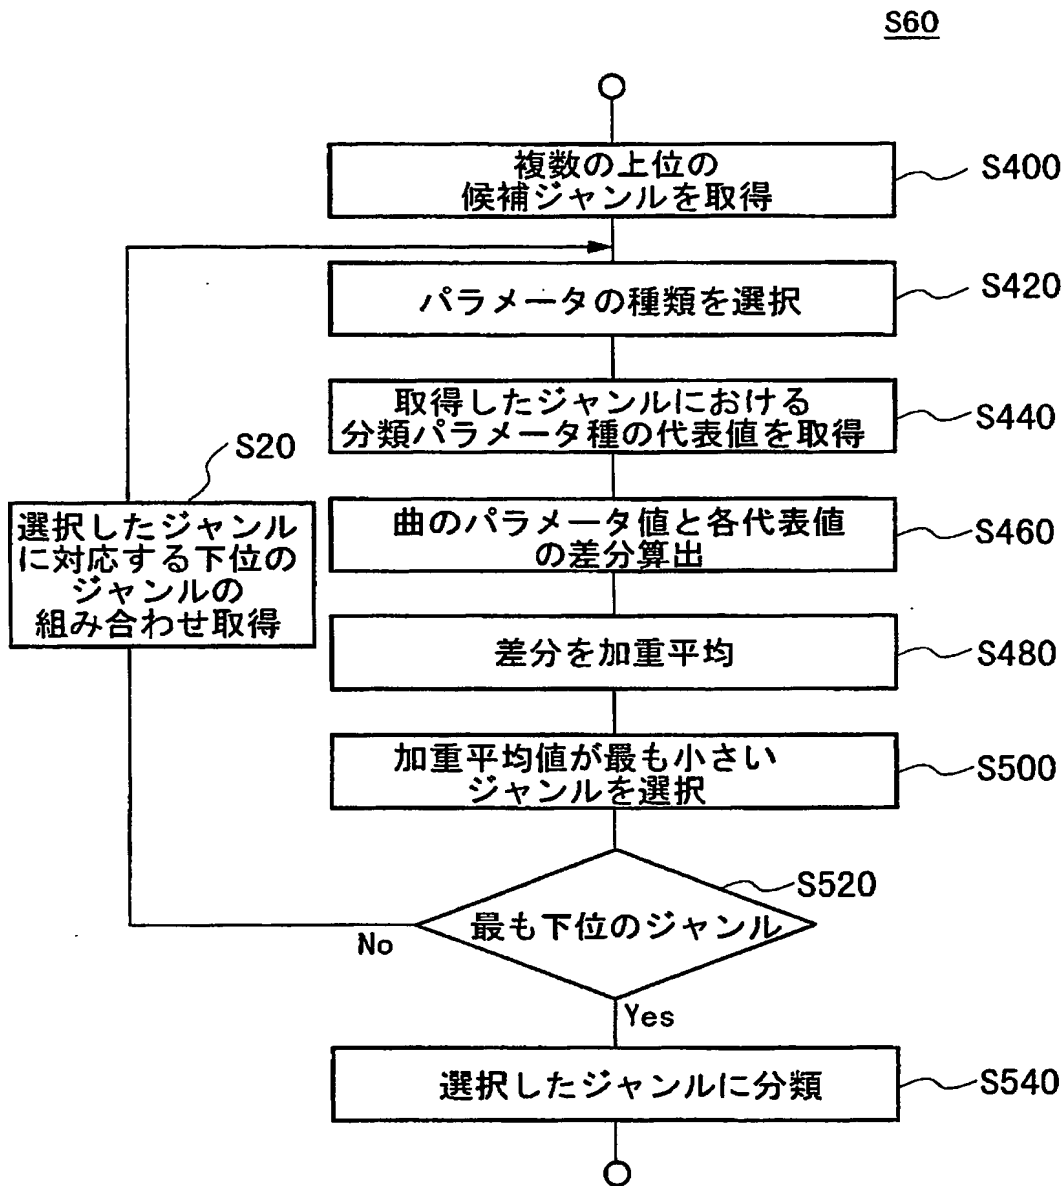 S60
複数の上位の
候補ジャンルを取得
S400
パラメータの種類を選択
S420
取得したジャンルにおける
分類パラメータ種の代表値を取得
S440
S20
選択したジャンル
に対応する下位の
ジャンルの
組み合わせ取得
曲のパラメータ値と各代表値
の差分算出
S460
差分を加重平均
S480
加重平均値が最も小さい
ジャンルを選択
S500
S520
最も下位のジャンル
No
Yes
選択したジャンルに分類
S540